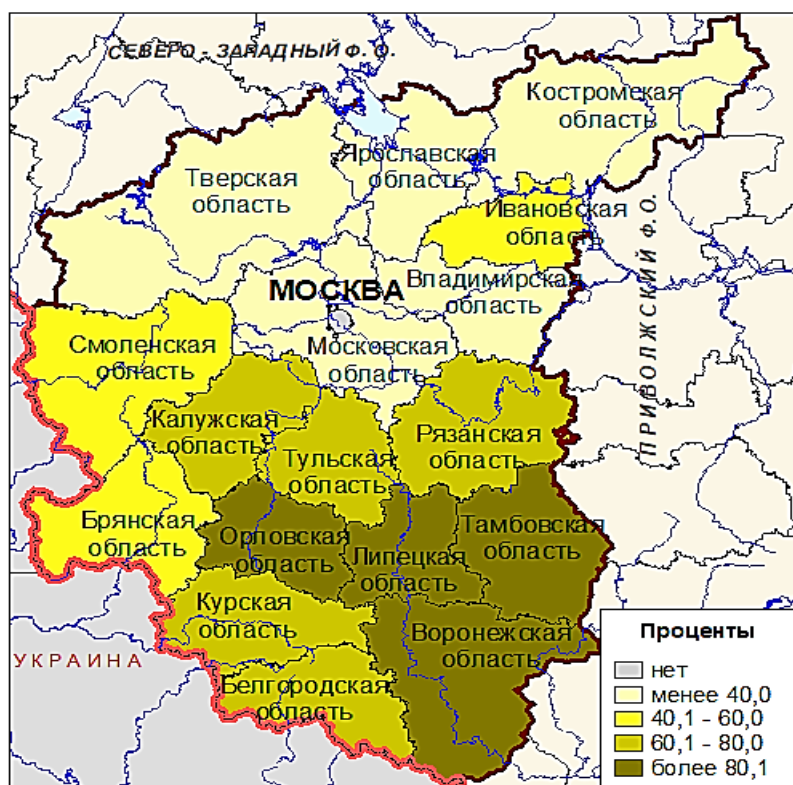 СЕВЕРО - ЗАПАДНЫЙ Ф. О.
Костромская
область
Ярославская
область
Тверская
область
Ивановская
область
ПРИВОЛЖСКИЙ Ф.О.
Владимирская
область
МОСКВА
Московская
область
Смоленская
область
Калужская
область
Рязанская
область
Тульская
область
Брянская
область
Орловская
область
Липецкая
область
Тамбовская
область
Курская
область
Воронежская
область
УКРАИНА
Белгородская
область
Проценты
нет
менее 40,0
40,1 - 60,0
60,1 - 80,0
более 80,1